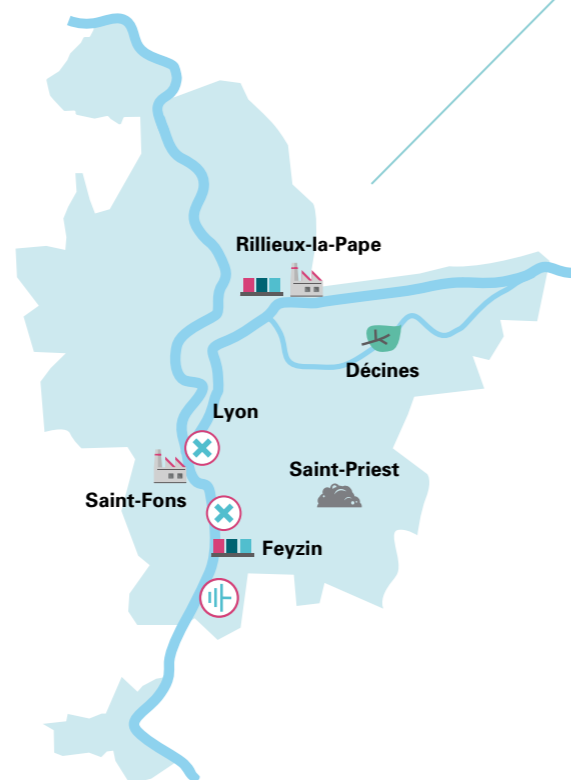 Rillieux-la-Pape
Décines
Lyon
Saint-Priest
Saint-Fons
Feyzin